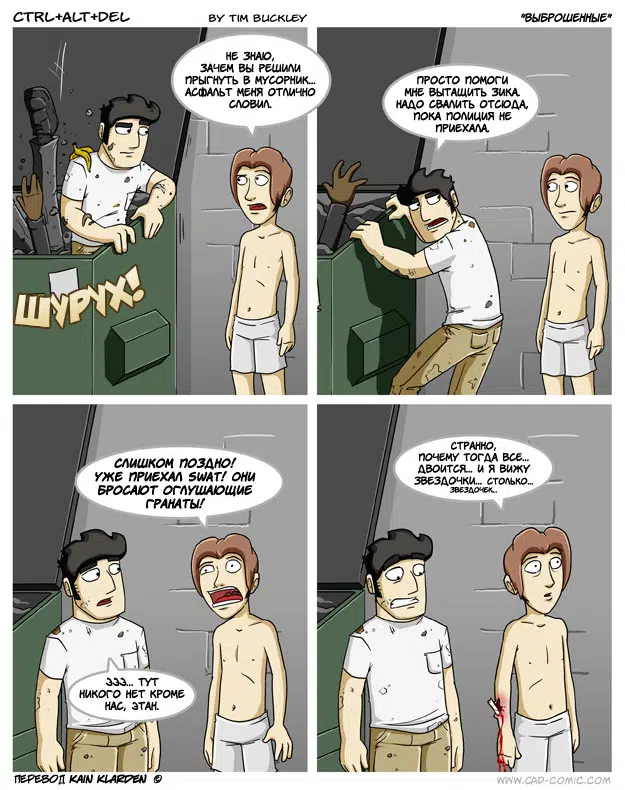 CTRL+ALT+DEL
BY TIM BUCKLEY
"ВЫБРОШЕННЫЕ"
НЕ ЗНАЮ,
ЗАЧЕМ ВЫ РЕШИЛИ
ПРЫГНУТЬ В МУСОРНИК...
АСФАЛЬТ МЕНЯ ОТЛИЧНО
СЛОВИЛ.
ШУРУХ!
ПРОСТО ПОМОГИ
МНЕ ВЫТАЩИТЬ ЗИКА.
НАДО СВАЛИТЬ ОТСЮДА,
ПОКА ПОЛИЦИЯ НЕ
ПРИЕХАЛА.
СЛИШКОМ ПОЗДНО!
УЖЕ ПРИЕХАЛ SWAT! ОНИ
БРОСАЮТ ОГЛУШАЮЩИЕ
ГРАНАТЫ!
ЭЭЭ... ТУТ
НИКОГО НЕТ КРОМЕ
НАС, ЭТАН.
СТРАННО,
ПОЧЕМУ ТОГДА ВСЕ...
ДВОИТСЯ... И Я ВИЖУ
ЗВЕЗДОЧКИ... СТОЛЬКО...
ЗВЕЗДОЧЕК...
ПЕРЕВОД KAIN KLARDEN ©
WWW.CAD-COMIC.COM